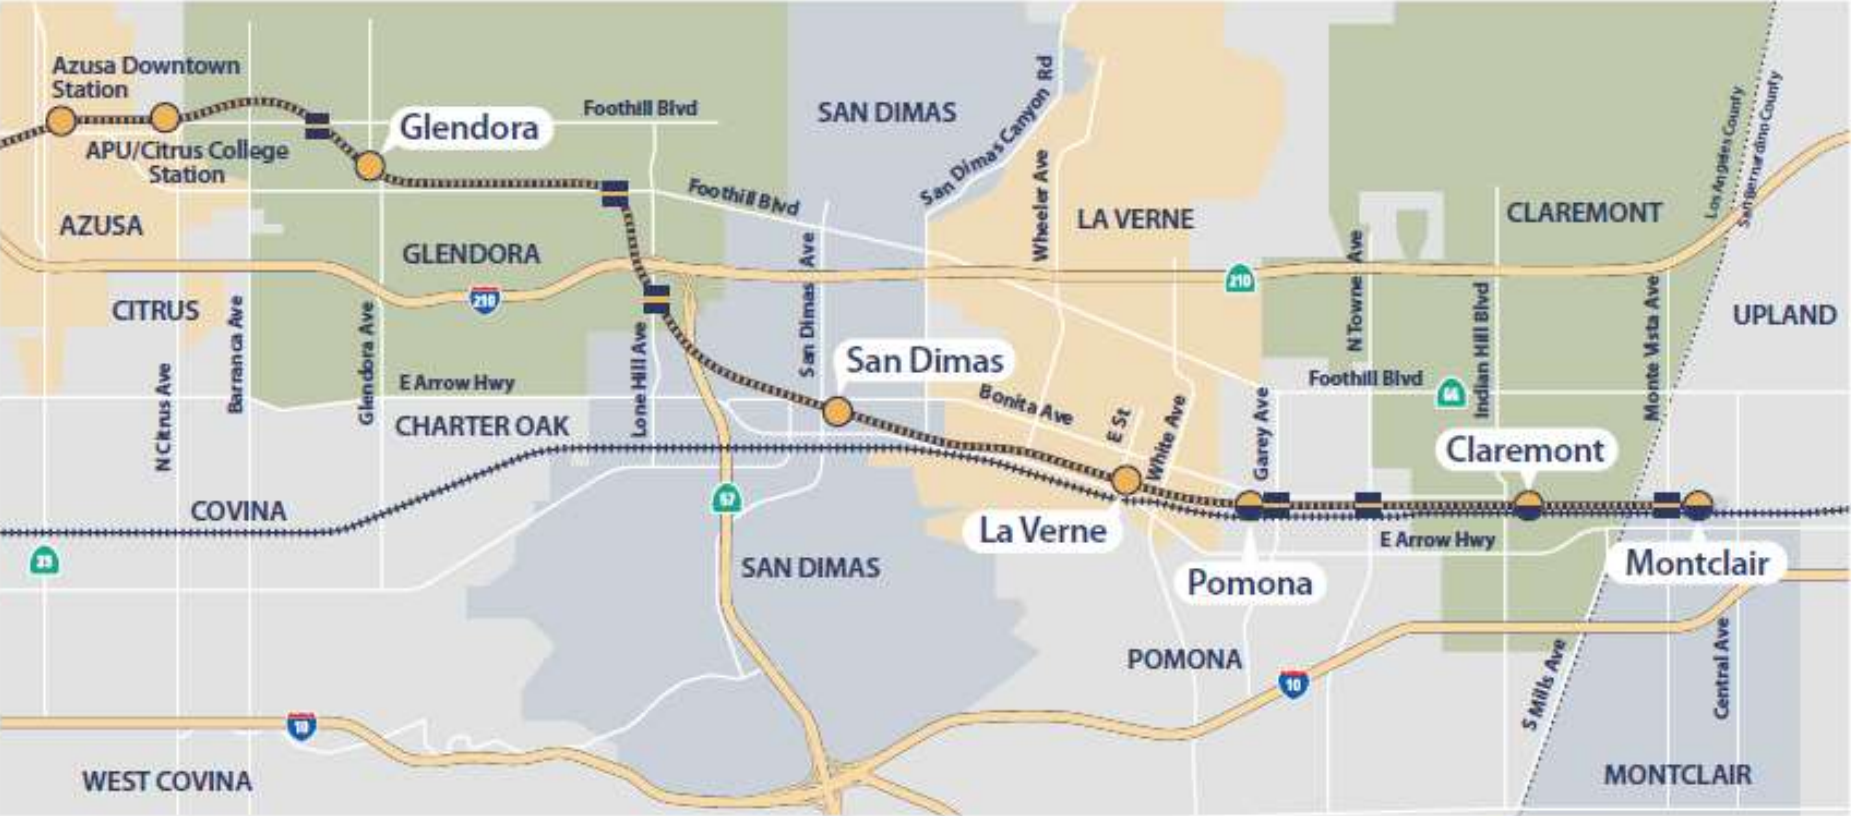 Azusa Downtown
Station
APU/Citrus College
Station
Glendora
Foothill Blvd
SAN DIMAS
San Dimas Canyon Rd
Wheeler Ave
LA VERNE
CLAREMONT
Los Angeles County
San Bernardino County
AZUSA
GLENDORA
Foothill Blvd
San Dimas Ave
N Towne Ave
210
210
CITRUS
UPLAND
N Citrus Ave
Barranca Ave
Glendora Ave
Lone Hill Ave
E Arrow Hwy
CHARTER OAK
San Dimas
Bonita Ave
E St
White Ave
Garey Ave
Foothill Blvd
66
Indian Hill Blvd
Monte Vista Ave
Claremont
COVINA
39
57
La Verne
E Arrow Hwy
Pomona
Montclair
SAN DIMAS
POMONA
10
10
S Mills Ave
Central Ave
WEST COVINA
MONTCLAIR